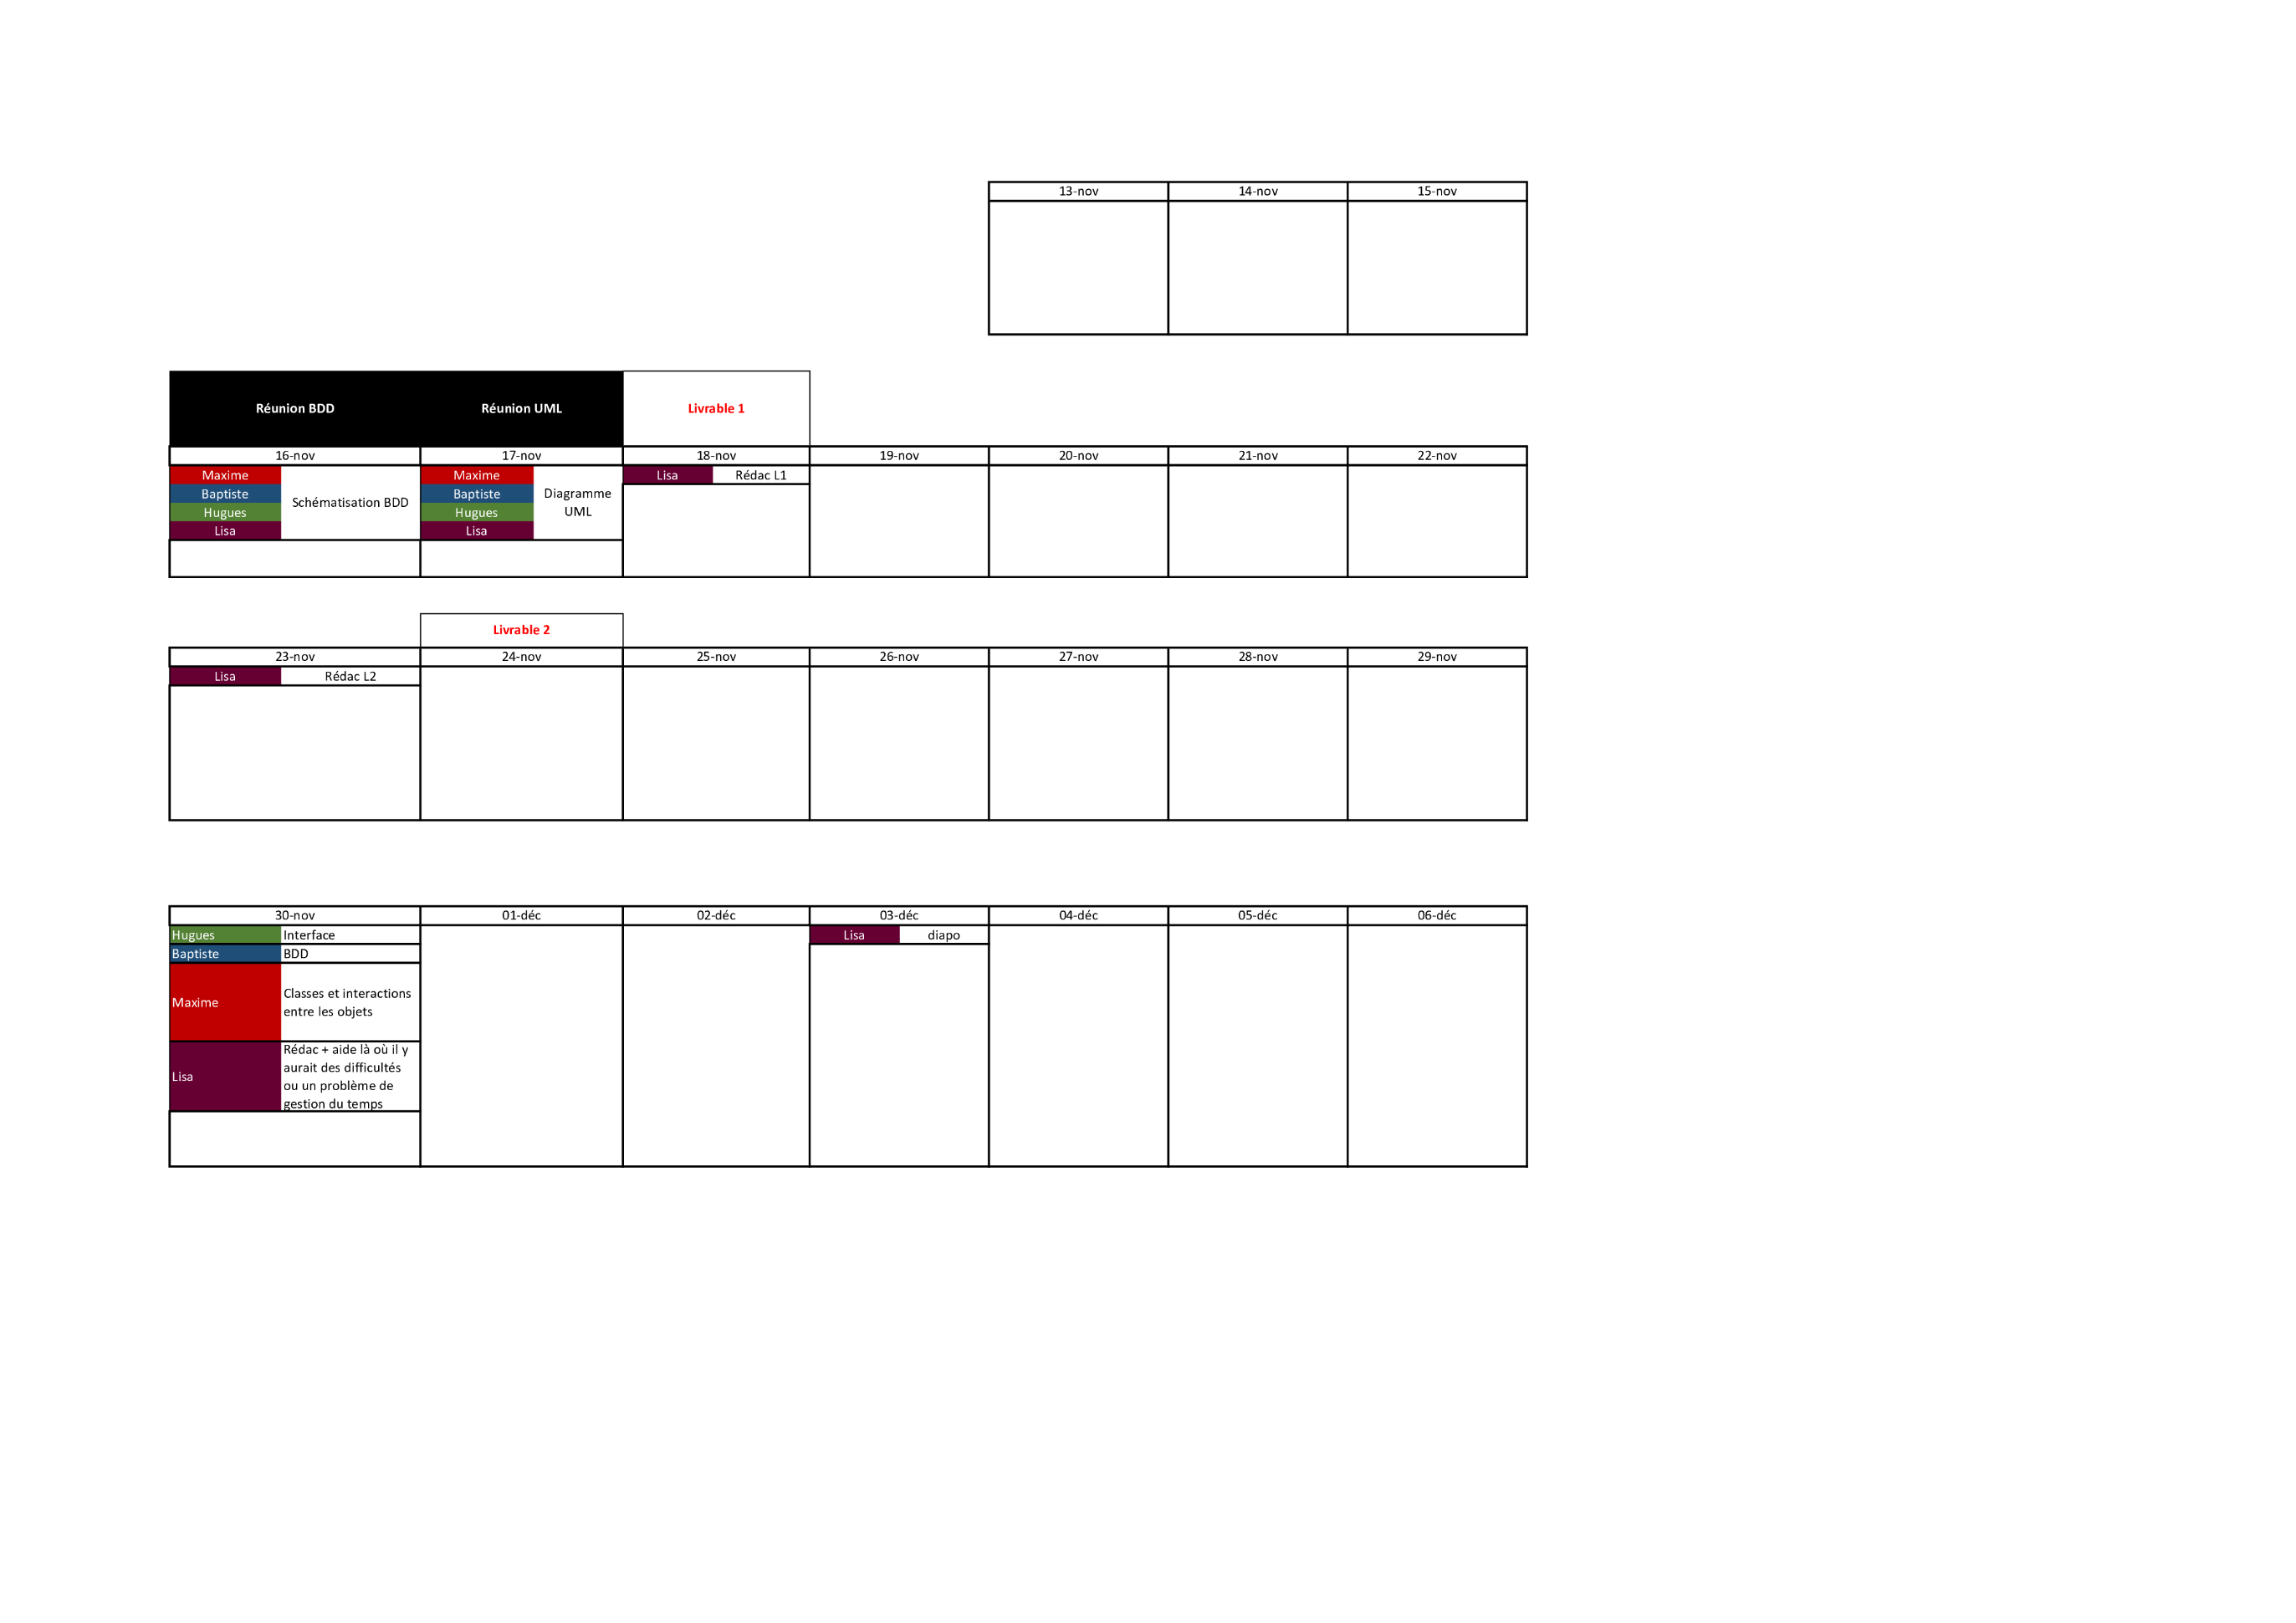 13-nov 14-nov 15-nov
Réunion BDD Réunion UML Livrable 1
16-nov 17-nov 18-nov 19-nov 20-nov 21-nov 22-nov
Maxime Maxime Lisa Rédac L1
Baptiste Baptiste Diagramme
Schématisation BDD
Hugues Hugues UML
Lisa Lisa
Livrable 2
23-nov 24-nov 25-nov 26-nov 27-nov 28-nov 29-nov
Lisa Rédac L2
30-nov 01-déc 02-déc 03-déc 04-déc 05-déc 06-déc
Hugues Interface Lisa diapo
Baptiste BDD
Maxime
Classes et interactions
entre les objets
Lisa
Rédac + aide là où il y
aurait des difficultés
ou un problème de
gestion du temps